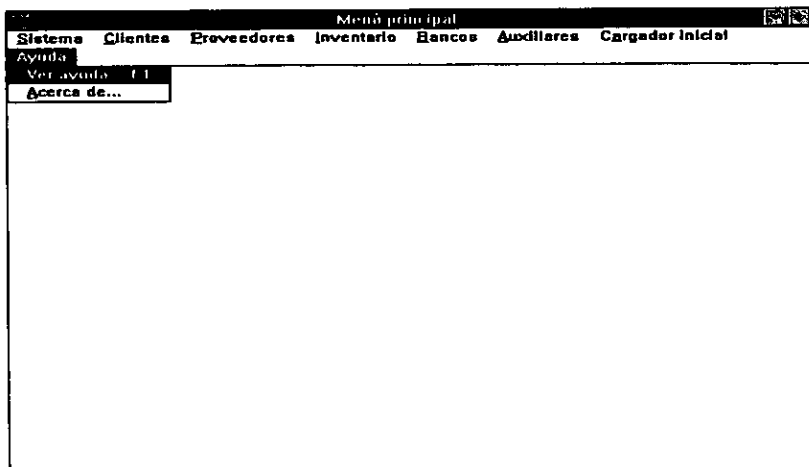 Menú principal
Sistema Clientes Proveedores Inventario Bancos Auxiliares Cargador Inicial
Ayuda
Ver ayuda F1
Acerca de...